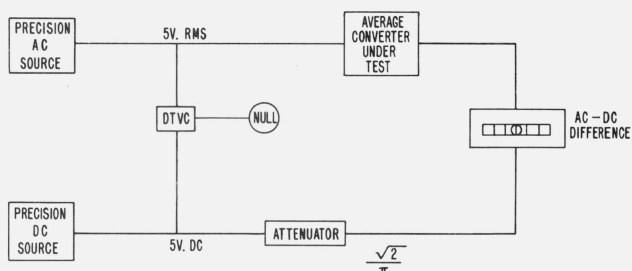 PRECISION
AC
SOURCE
5V. RMS
AVERAGE
CONVERTER
UNDER
TEST
DTVC
NULL
AC - DC
DIFFERENCE
PRECISION
DC
SOURCE
5V. DC
ATTENUATOR
√2
π